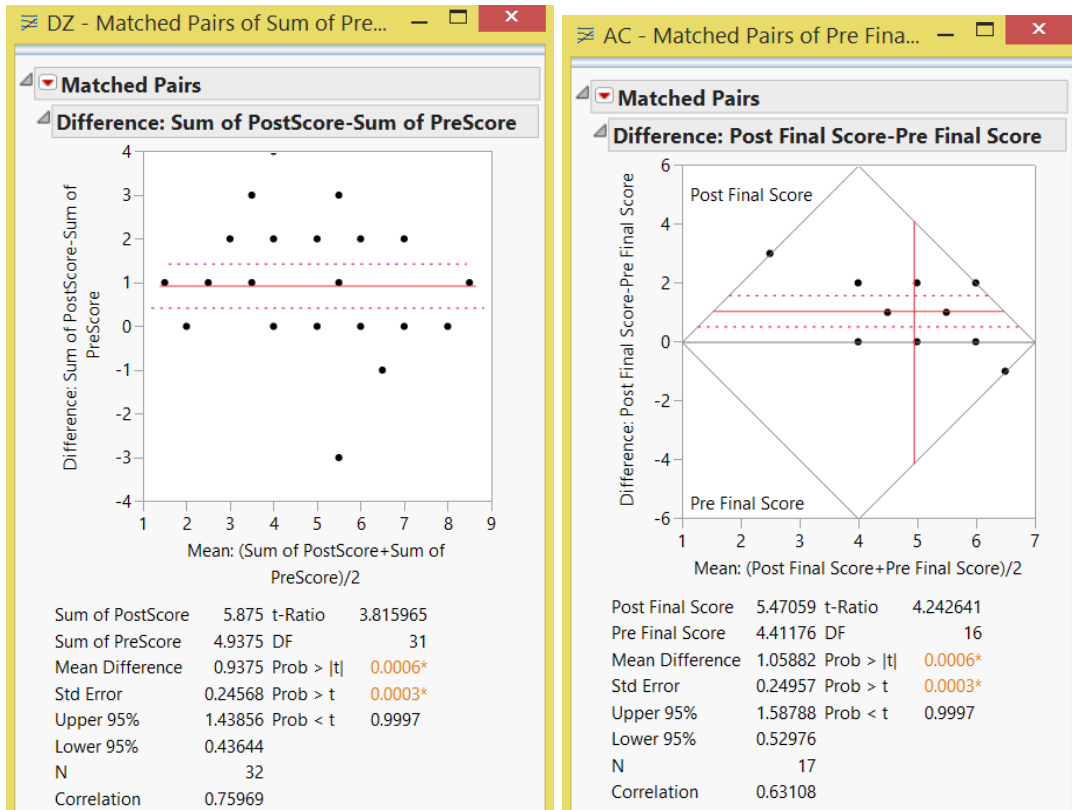 DZ - Matched Pairs of Sum of Pre...
Matched Pairs
Difference: Sum of PostScore-Sum of PreScore
Difference: Sum of PostScore-Sum of
PreScore
4
3
2
1
0
-1
-2
-3
-4
1 2 3 4 5 6 7 8 9
Mean: (Sum of PostScore+Sum of
PreScore)/2
Sum of PostScore 5.875 t-Ratio 3.815965
Sum of PreScore 4.9375 DF 31
Mean Difference 0.9375 Prob > |t| 0.0006*
Std Error 0.24568 Prob > t 0.0003*
Upper 95% 1.43856 Prob < t 0.9997
Lower 95% 0.43644
N 32
Correlation 0.75969
AC - Matched Pairs of Pre Fina...
Matched Pairs
Difference: Post Final Score-Pre Final Score
Difference: Post Final Score-Pre Final Score
6
4
2
0
-2
-4
-6
Post Final Score
Pre Final Score
1 2 3 4 5 6 7
Mean: (Post Final Score+Pre Final Score)/2
Post Final Score 5.47059 t-Ratio 4.242641
Pre Final Score 4.41176 DF 16
Mean Difference 1.05882 Prob > |t| 0.0006*
Std Error 0.24957 Prob > t 0.0003*
Upper 95% 1.58788 Prob < t 0.9997
Lower 95% 0.52976
N 17
Correlation 0.63108